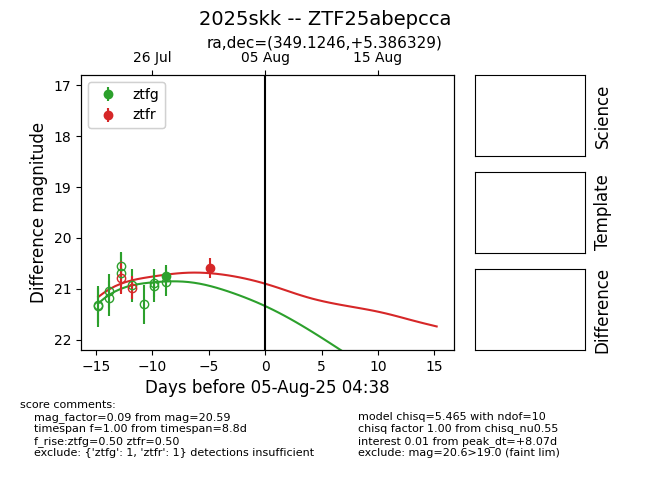 2025skk -- ZTF25abepcca
ra,dec=(349.1246,+5.386329)
26 Jul
05 Aug
15 Aug
ztfg
ztfr
17
18
19
20
21
22
Difference magnitude
−15
−10
−5
0
5
10
15
Days before 05-Aug-25 04:38
Science
Template
Difference
score comments:
mag_factor=0.09 from mag=20.59
timespan f=1.00 from timespan=8.8d
f_rise:ztfg=0.50 ztfr=0.50
exclude: {'ztfg': 1, 'ztfr': 1} detections insufficient
model chisq=5.465 with ndof=10
chisq factor 1.00 from chisq_nu0.55
interest 0.01 from peak_dt=+8.07d
exclude: mag=20.6>19.0 (faint lim)